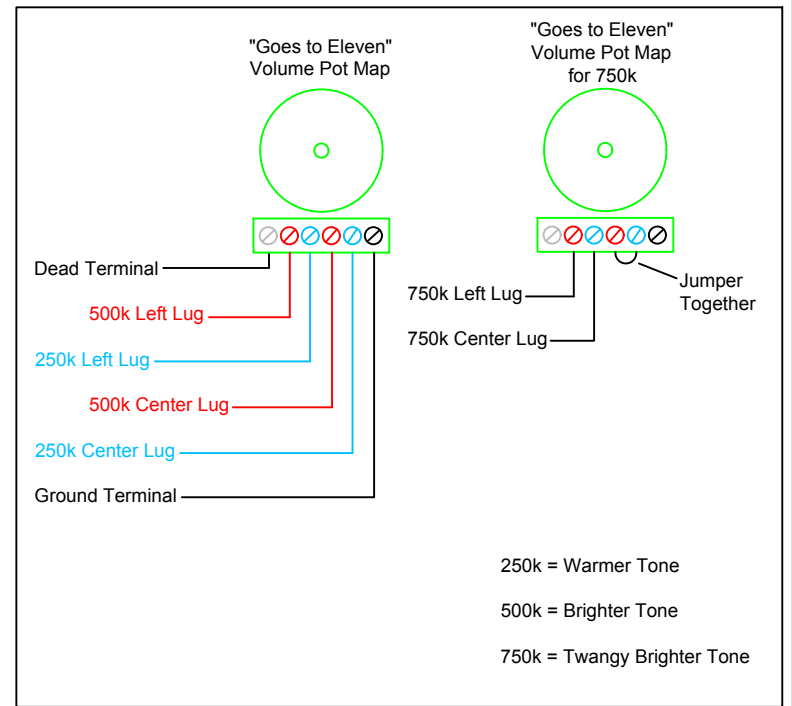 "Goes to Eleven"
Volume Pot Map
"Goes to Eleven"
Volume Pot Map
for 750k
Dead Terminal
500k Left Lug
250k Left Lug
500k Center Lug
250k Center Lug
Ground Terminal
750k Left Lug
750k Center Lug
Jumper
Together
250k = Warmer Tone
500k = Brighter Tone
750k = Twangy Brighter Tone